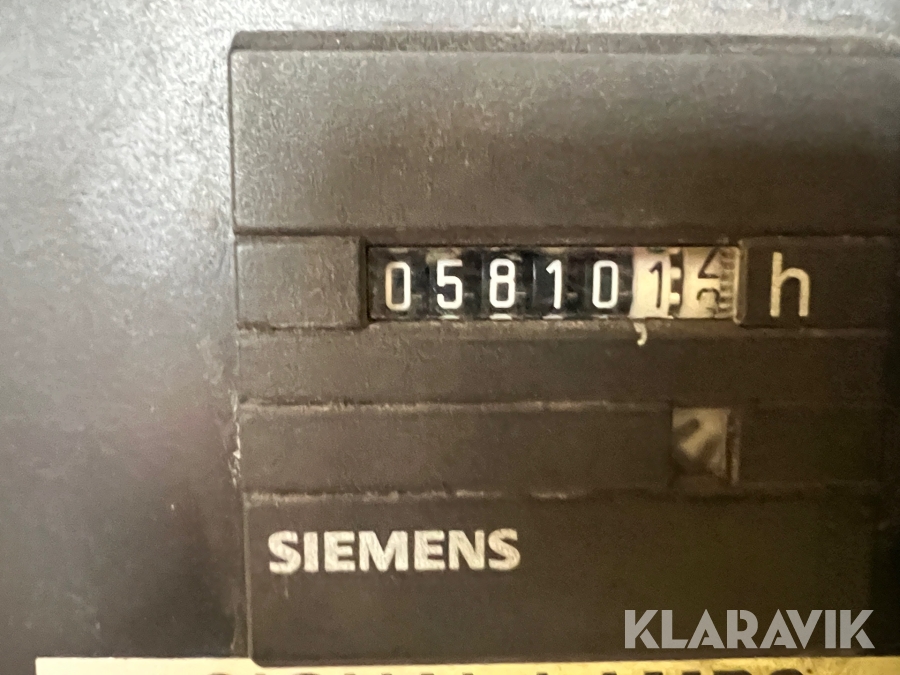 058101 h
,
SIEMENS
KLARAVIK